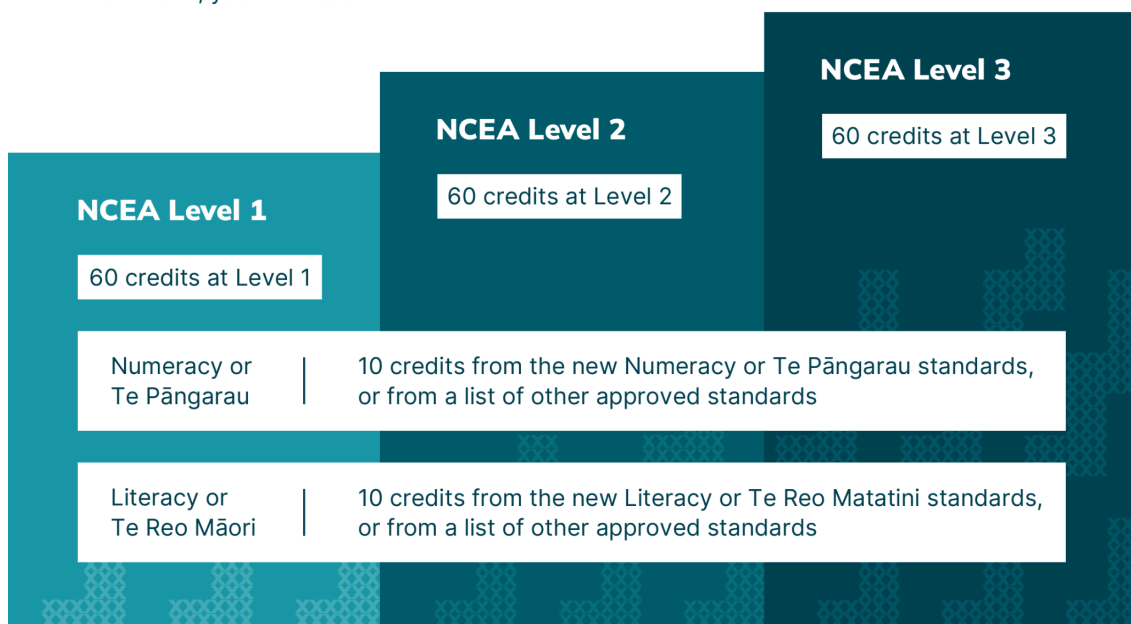 NCEA Level 3
60 credits at Level 3
NCEA Level 2
60 credits at Level 2
NCEA Level 1
60 credits at Level 1
Numeracy or
Te Pāngarau
10 credits from the new Numeracy or Te Pāngarau standards,
or from a list of other approved standards
Literacy or
Te Reo Māori
10 credits from the new Literacy or Te Reo Matatini standards,
or from a list of other approved standards